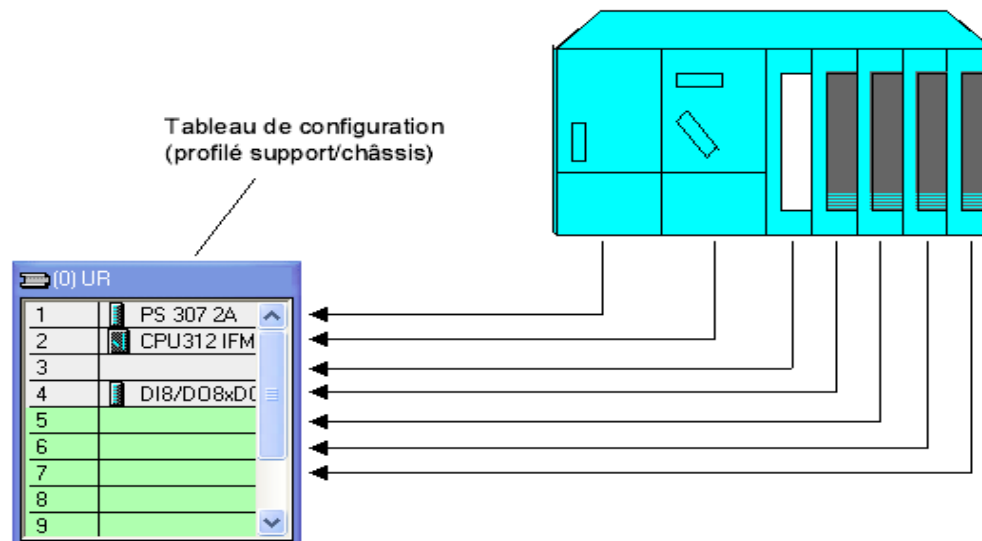 Tableau de configuration
(profilé support/châssis)
(0) UR
1 PS 307 2A
2 CPU312 IFM
3
4 DI8/DO8xDC
5
6
7
8
9